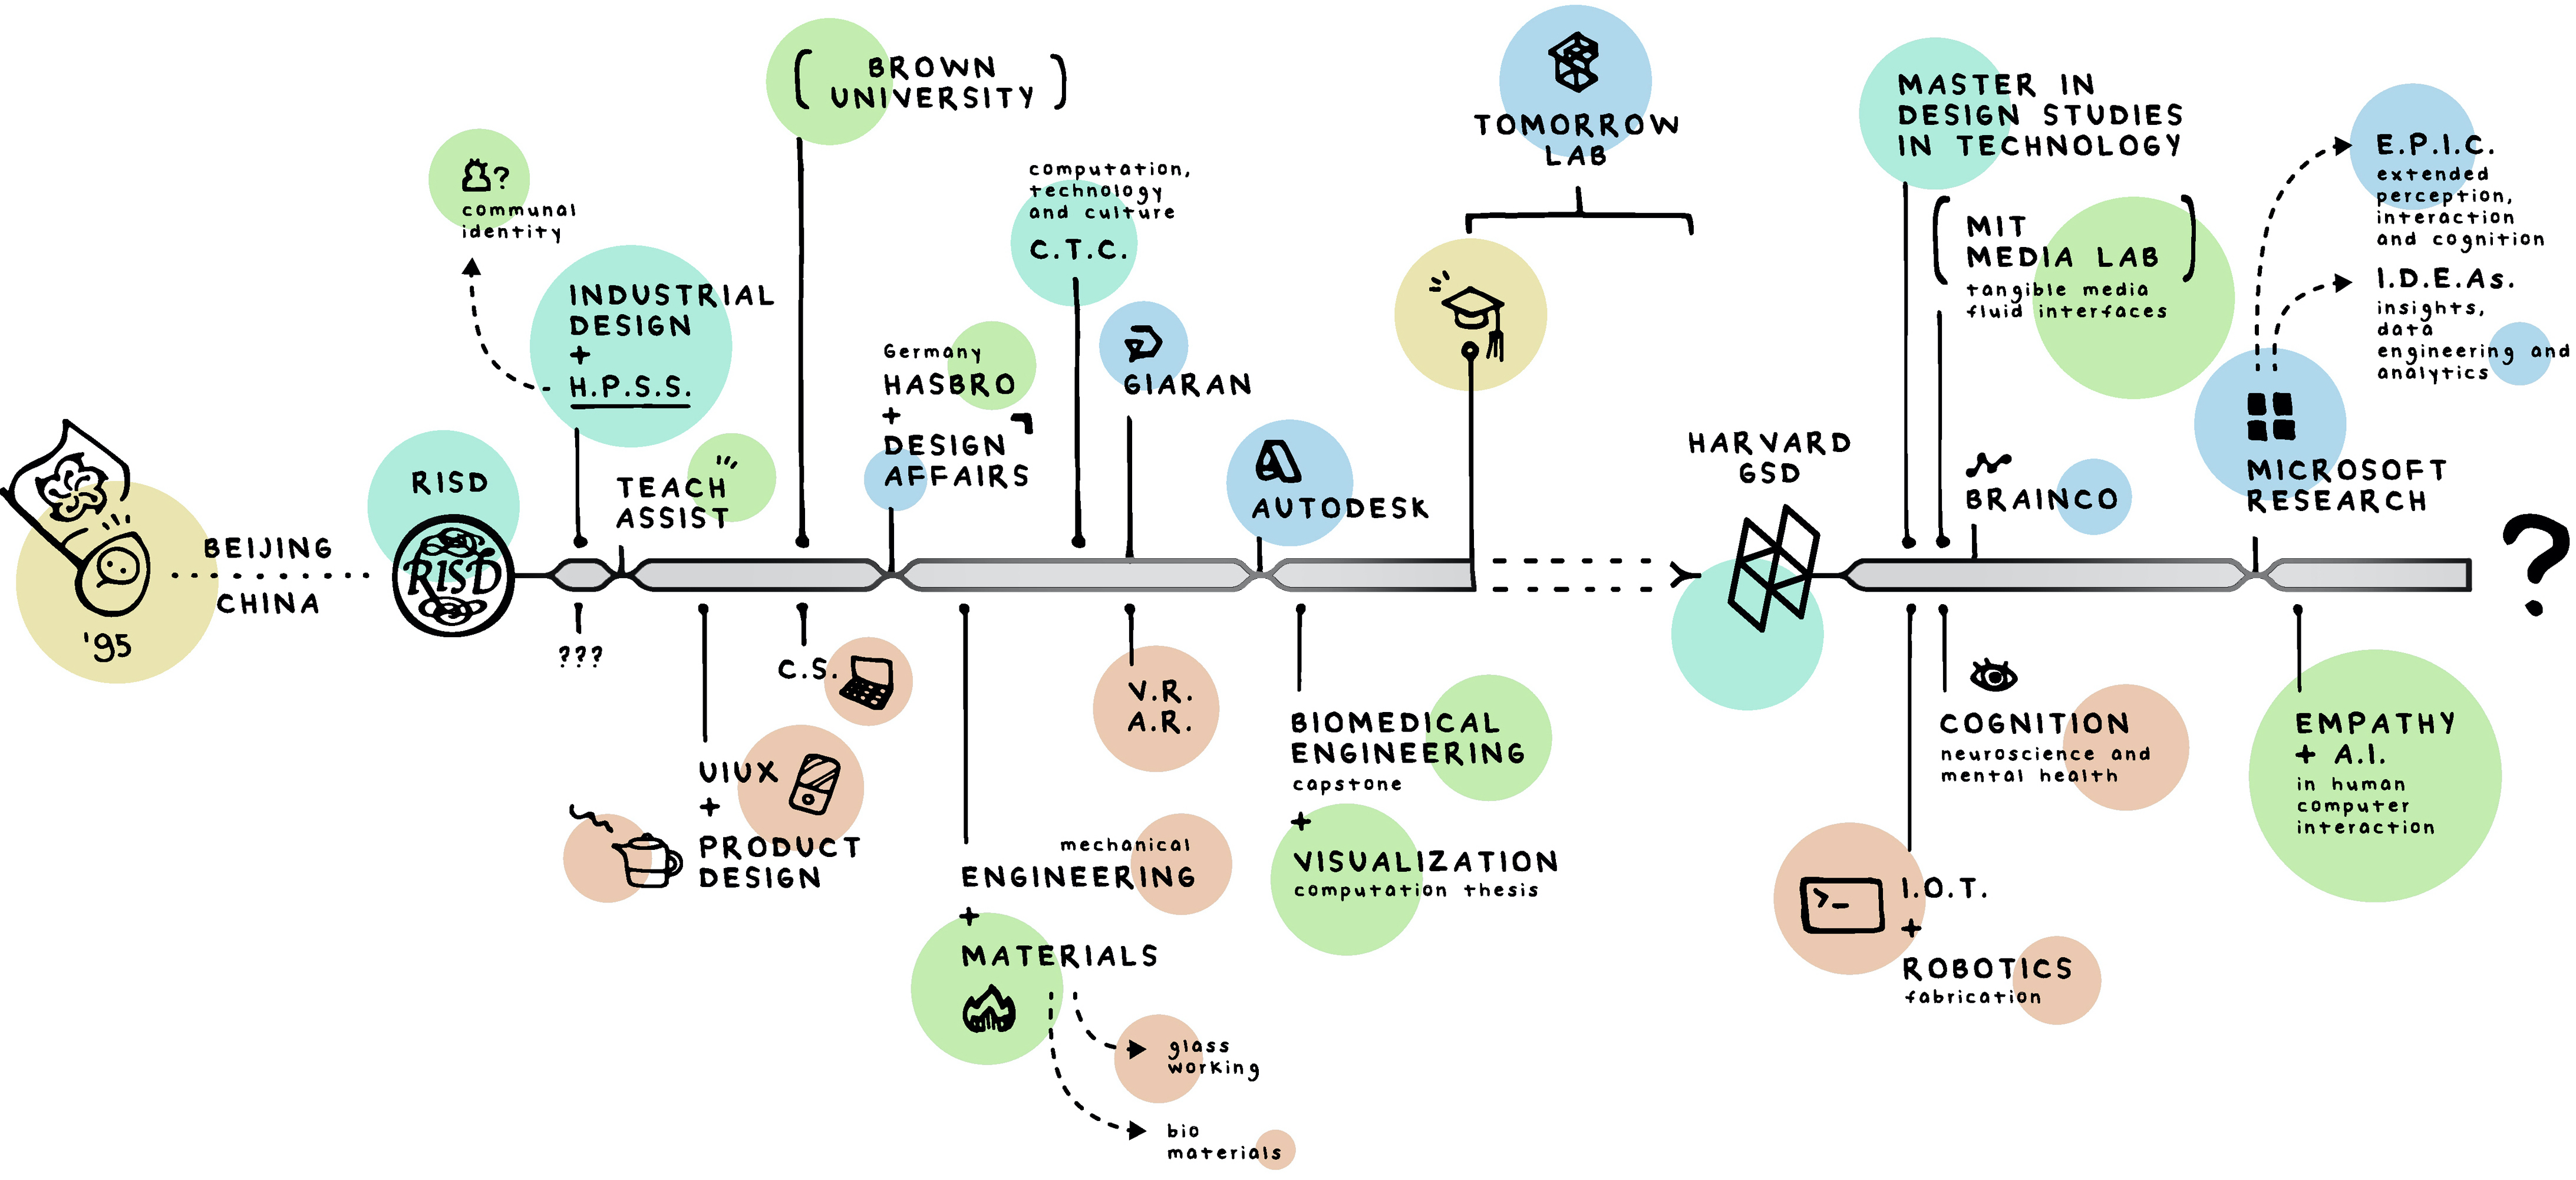 '95
BEIJING
CHINA
RISD
RISD
communal
identity
?
INDUSTRIAL
DESIGN
+
H.P.S.S.
???
TEACH
ASSIST
UIUX
+
PRODUCT
DESIGN
( BROWN
UNIVERSITY )
C.S.
Germany
HASBRO
+
DESIGN
AFFAIRS
mechanical
ENGINEERING
+
MATERIALS
glass
working
bio
materials
computation,
technology
and culture
C.T.C.
GIARAN
V.R.
A.R.
AUTODESK
BIOMEDICAL
ENGINEERING
capstone
+
VISUALIZATION
computation thesis
TOMORROW
LAB
HARVARD
GSD
MASTER IN
DESIGN STUDIES
IN TECHNOLOGY
( MIT
MEDIA LAB )
tangible media
fluid interfaces
BRAINCO
COGNITION
neuroscience and
mental health
>_
I.O.T.
+
ROBOTICS
fabrication
MICROSOFT
RESEARCH
E.P.I.C.
extended
perception,
interaction
and cognition
I.D.E.As.
insights,
data
engineering and
analytics
EMPATHY
+ A.I.
in human
computer
interaction
?